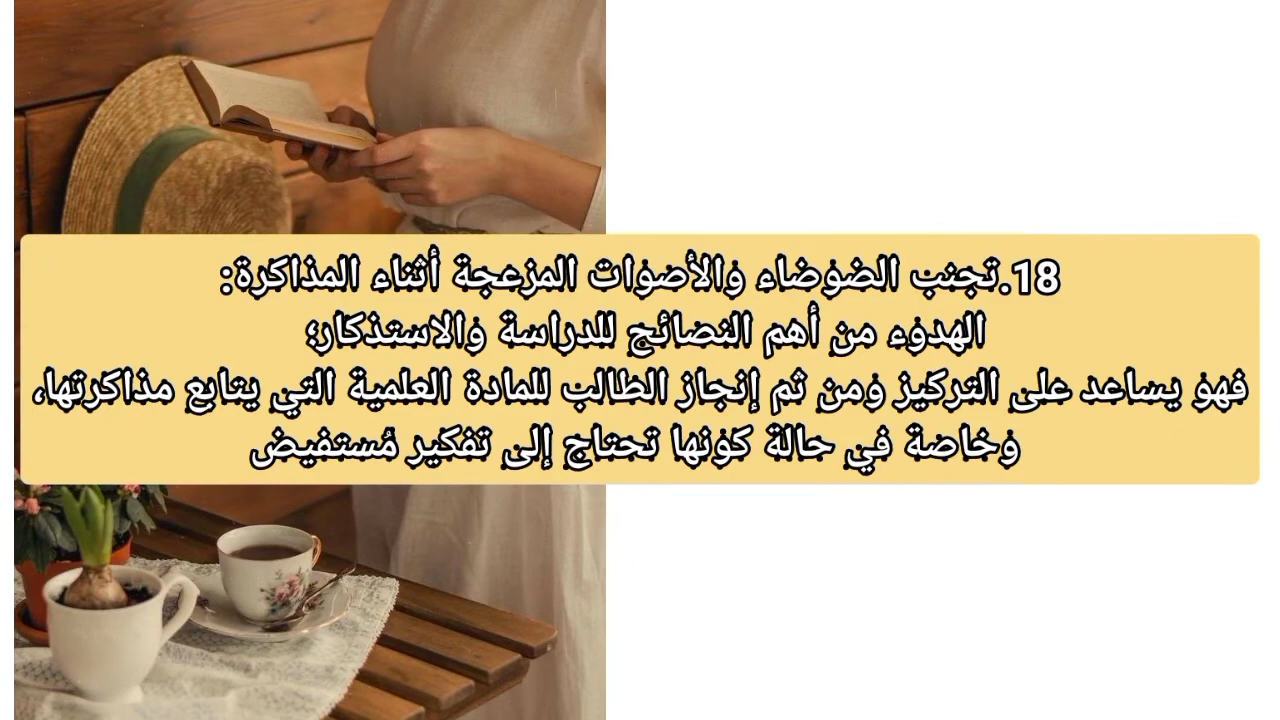 18.تجنب الضوضاء والأصوات المزعجة أثناء المذاكرة:
الهدوء من أهم النصائح للدراسة والاستذكار؛
فهو يساعد على التركيز ومن ثم إنجاز الطالب للمادة العلمية التي يتابع مذاكرتها،
وخاصة في حالة كونها تحتاج إلى تفكير مُستفيض